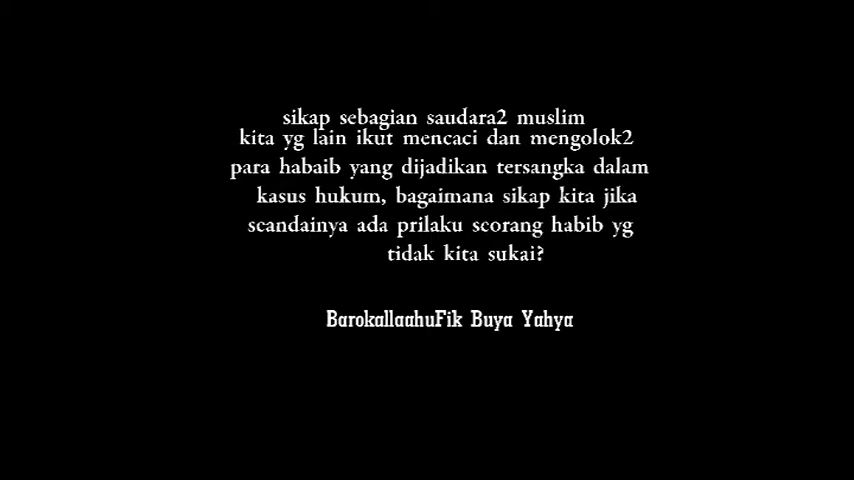 sikap sebagian saudara2 muslim
kita yg lain ikut mencaci dan mengolok2
para habaib yang dijadikan tersangka dalam
kasus hukum, bagaimana sikap kita jika
seandainya ada prilaku seorang habib yg
tidak kita sukai?
BarokallaahuFik Buya Yahya